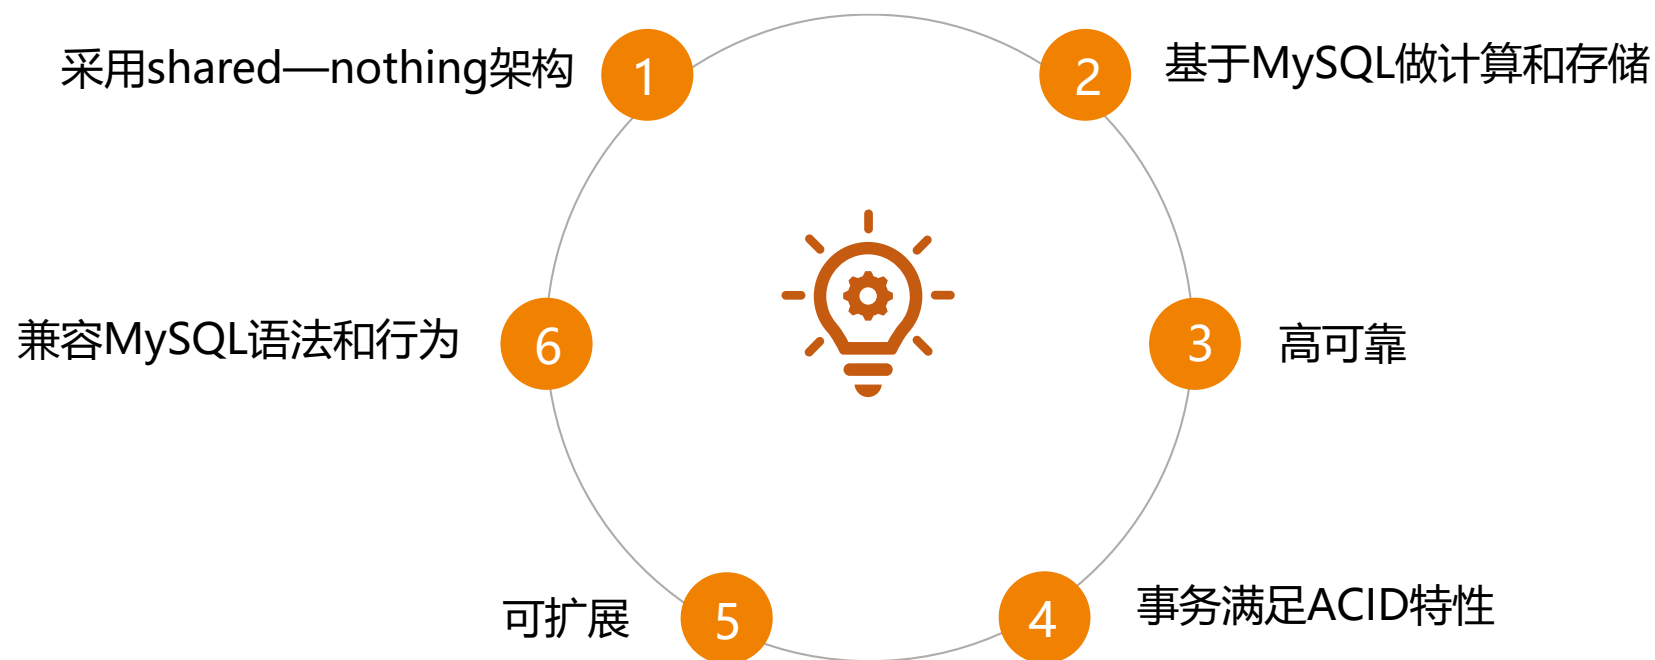 采用shared—nothing架构
1
2
基于MySQL做计算和存储
兼容MySQL语法和行为
6
3
高可靠
可扩展
5
4
事务满足ACID特性